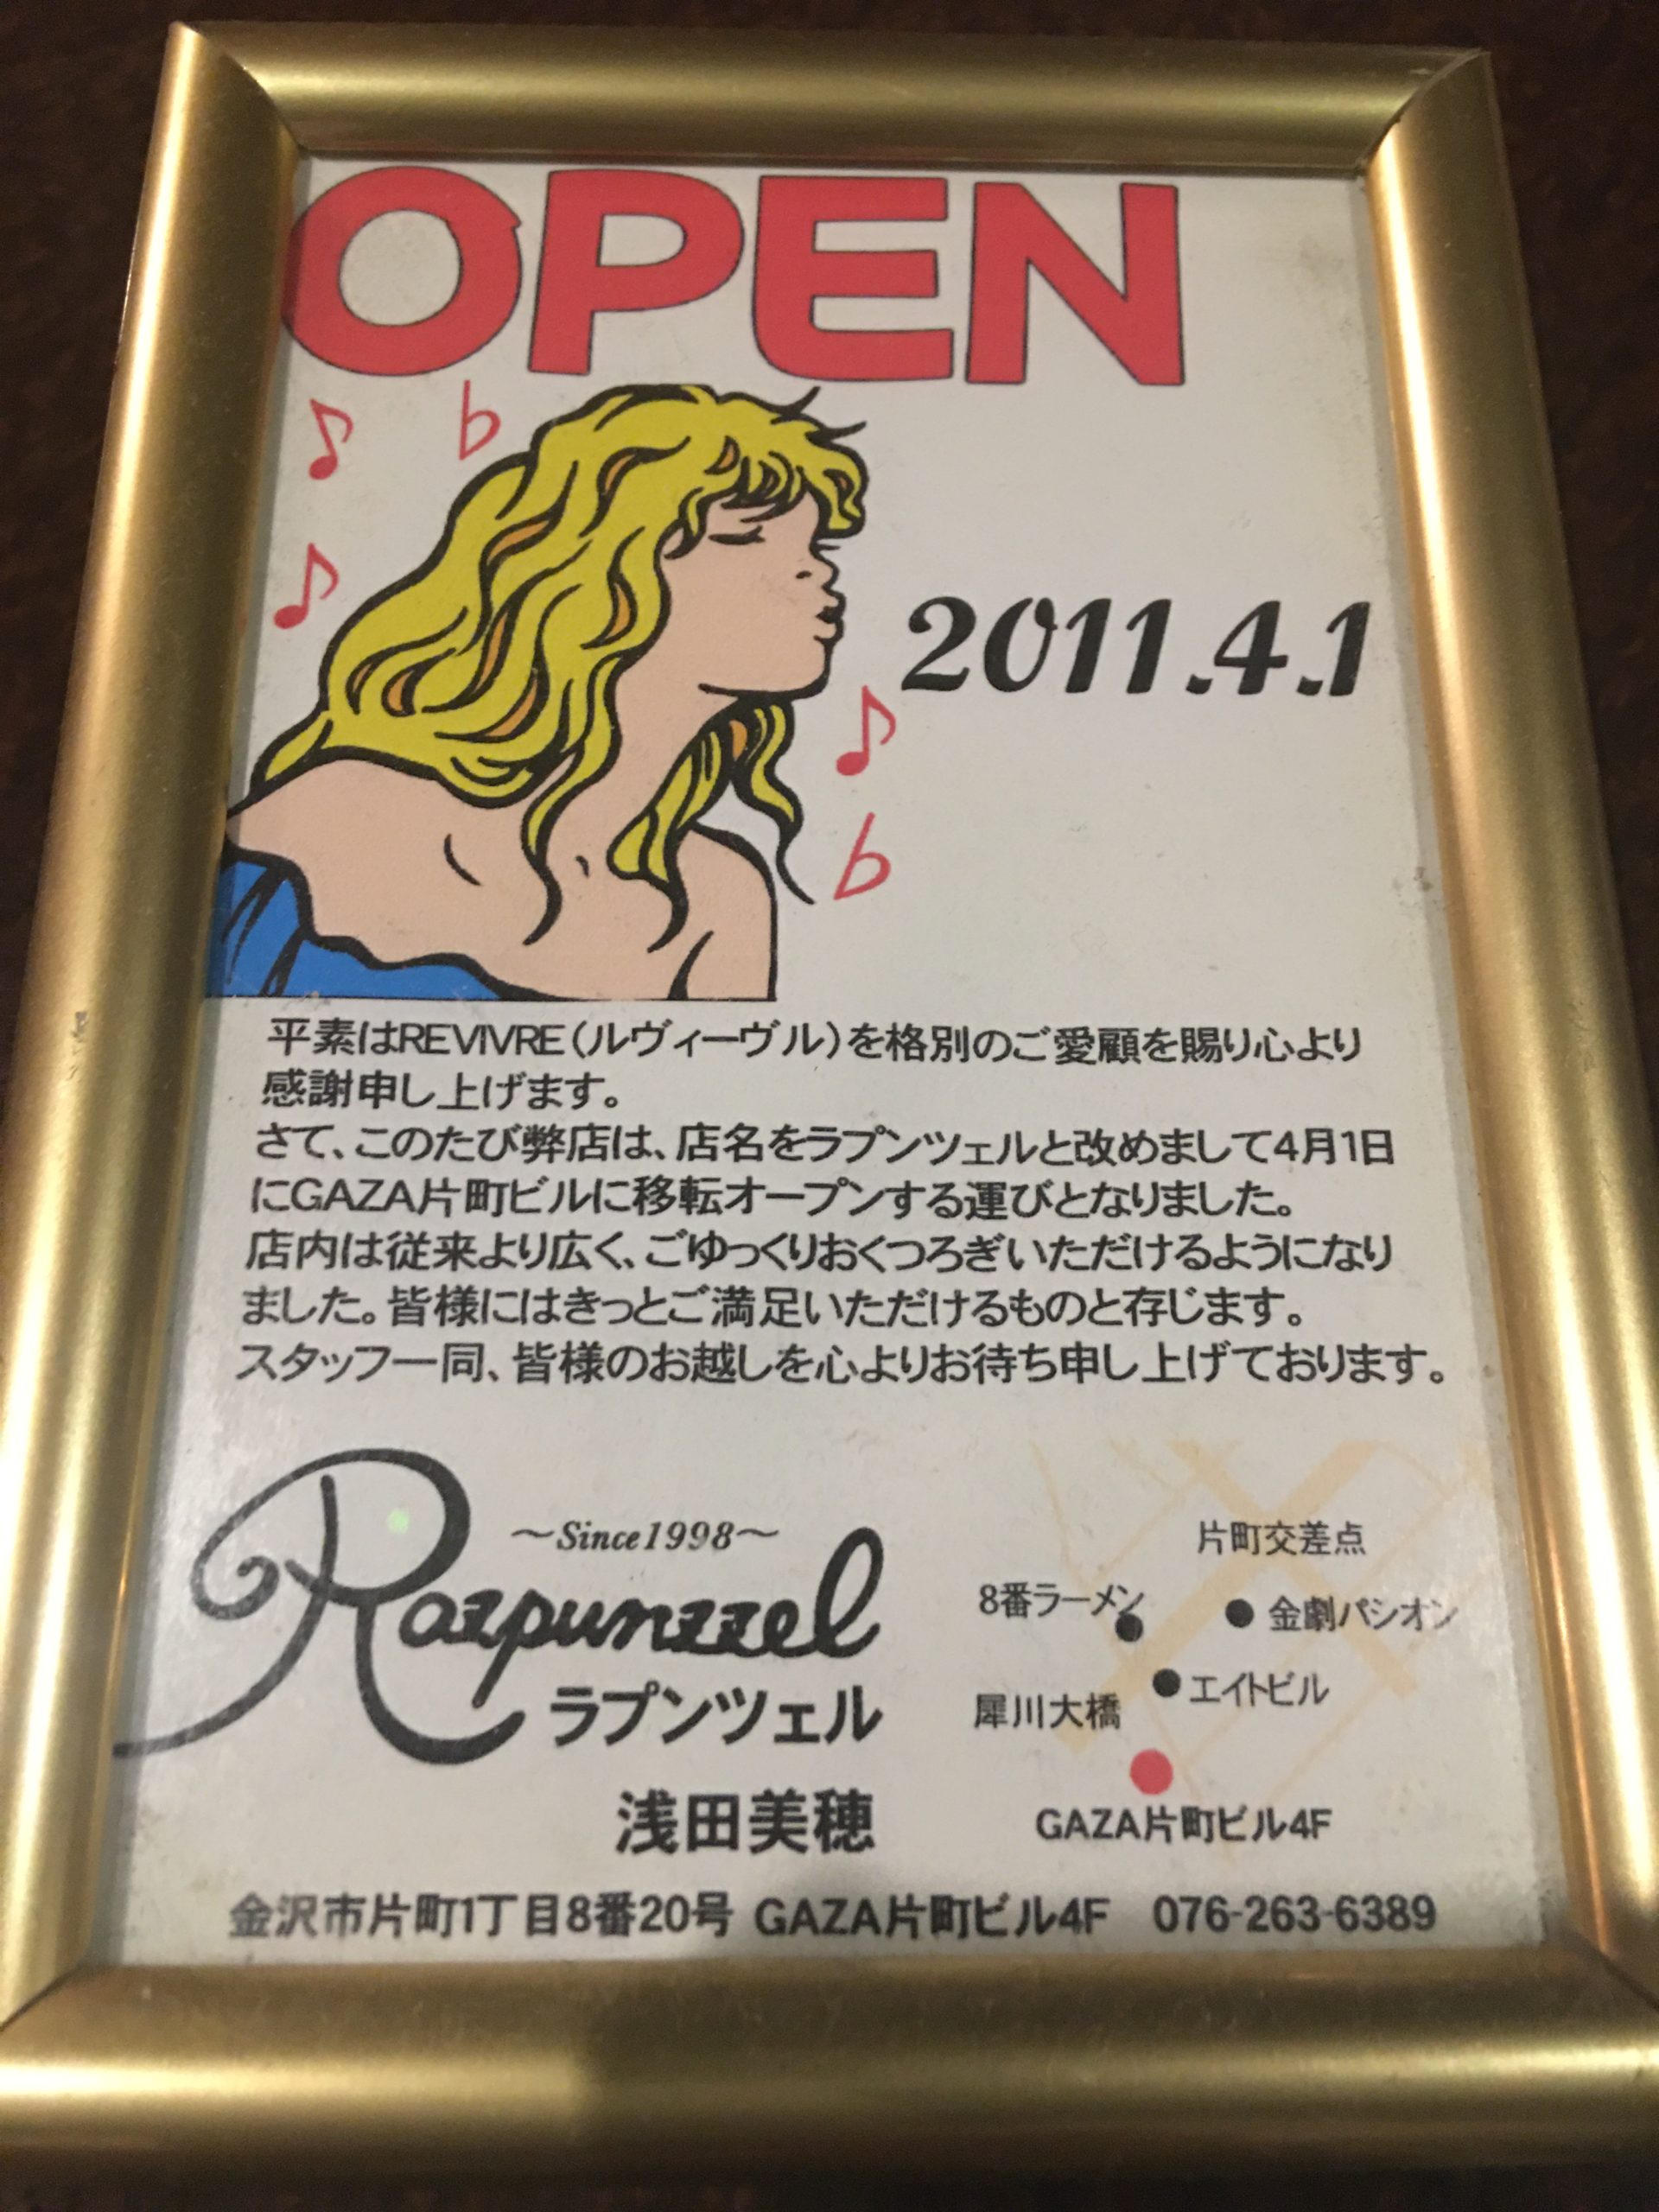 OPEN
2011.4.1
平素はREVIVRE(ルヴィーヴル)を格別のご愛顧を賜り心より
感謝申し上げます。
さて、このたび弊店は、店名をラプンツェルと改めまして4月1日
にGAZA片町ビルに移転オープンする運びとなりました。
店内は従来より広く、ごゆっくりおくつろぎいただけるようになり
ました。皆様にはきっとご満足いただけるものと存じます。
スタッフ一同、皆様のお越しを心よりお待ち申し上げております。
～Since1998～
Razpunzzel
ラプンツェル
浅田美穂
片町交差点
8番ラーメン
金劇パシオン
エイトビル
犀川大橋
GAZA片町ビル4F
金沢市片町1丁目8番20号 GAZA片町ビル4F 076-263-6389